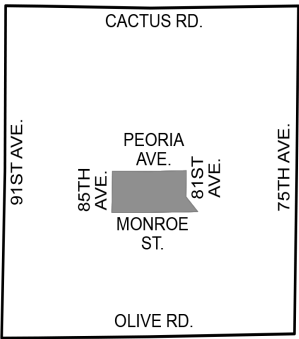 CACTUS RD.
PEORIA
AVE.
91ST AVE.
85TH
AVE.
81ST
AVE.
75TH AVE.
MONROE
ST.
OLIVE RD.